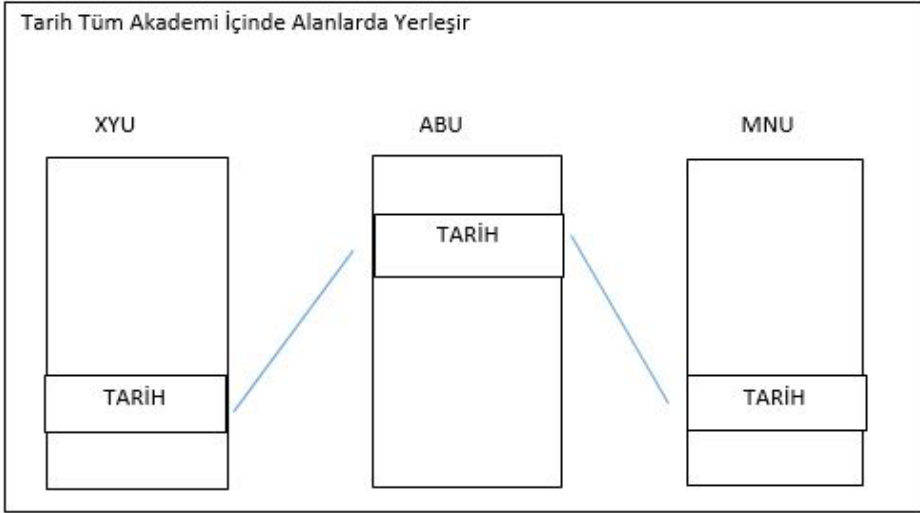 Tarih Tüm Akademi İçinde Alanlarda Yerleşir
XYU
ABU
MNU
TARİH
TARİH
TARİH